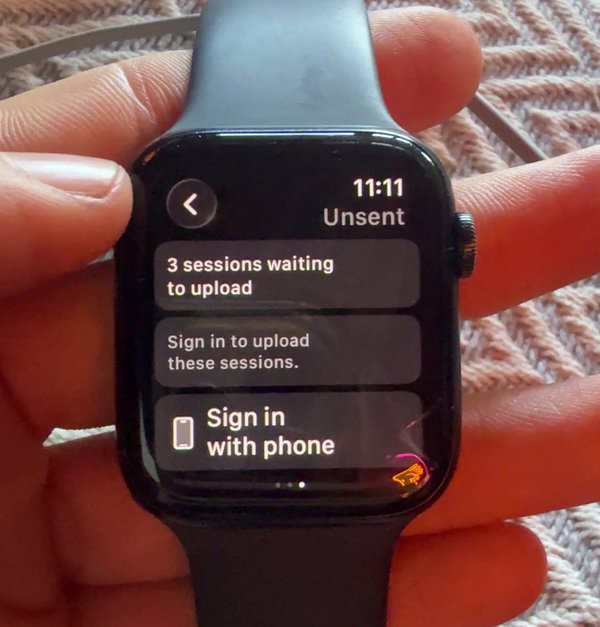 11:11
Unsent
3 sessions waiting
to upload
Sign in to upload
these sessions.
Sign in
with phone